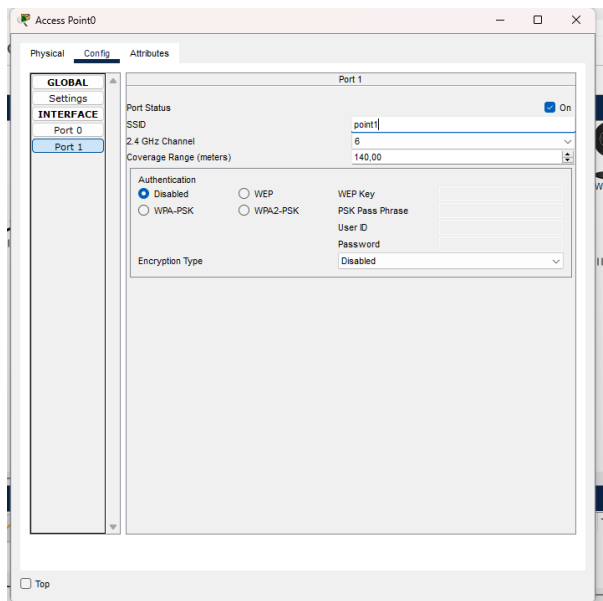 Access Point0
Physical Config Attributes
GLOBAL
Settings
INTERFACE
Port 0
Port 1
Port 1
Port Status On
SSID point1
2.4 GHz Channel 6
Coverage Range (meters) 140,00
Authentication
Disabled WEP WEP Key
WPA-PSK WPA2-PSK PSK Pass Phrase
User ID
Password
Encryption Type Disabled
Top